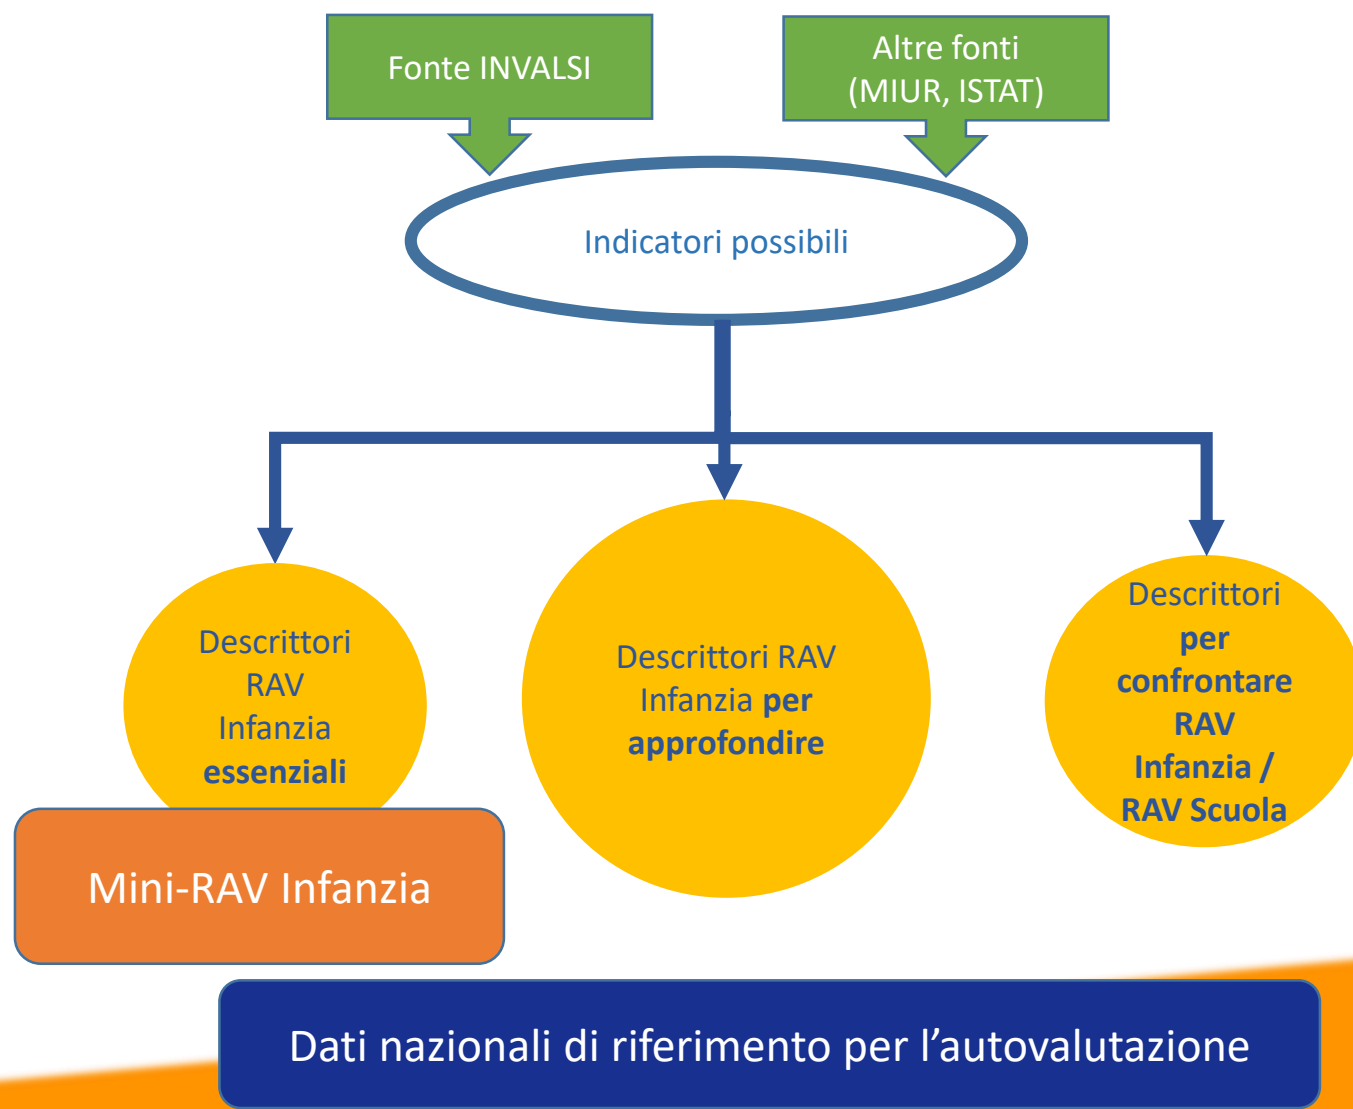 Fonte INVALSI
Altre fonti
(MIUR, ISTAT)
Indicatori possibili
Descrittori
RAV
Infanzia
essenziali
Descrittori RAV
Infanzia per
approfondire
Descrittori
per
confrontare
RAV
Infanzia /
RAV Scuola
Mini-RAV Infanzia
Dati nazionali di riferimento per l’autovalutazione